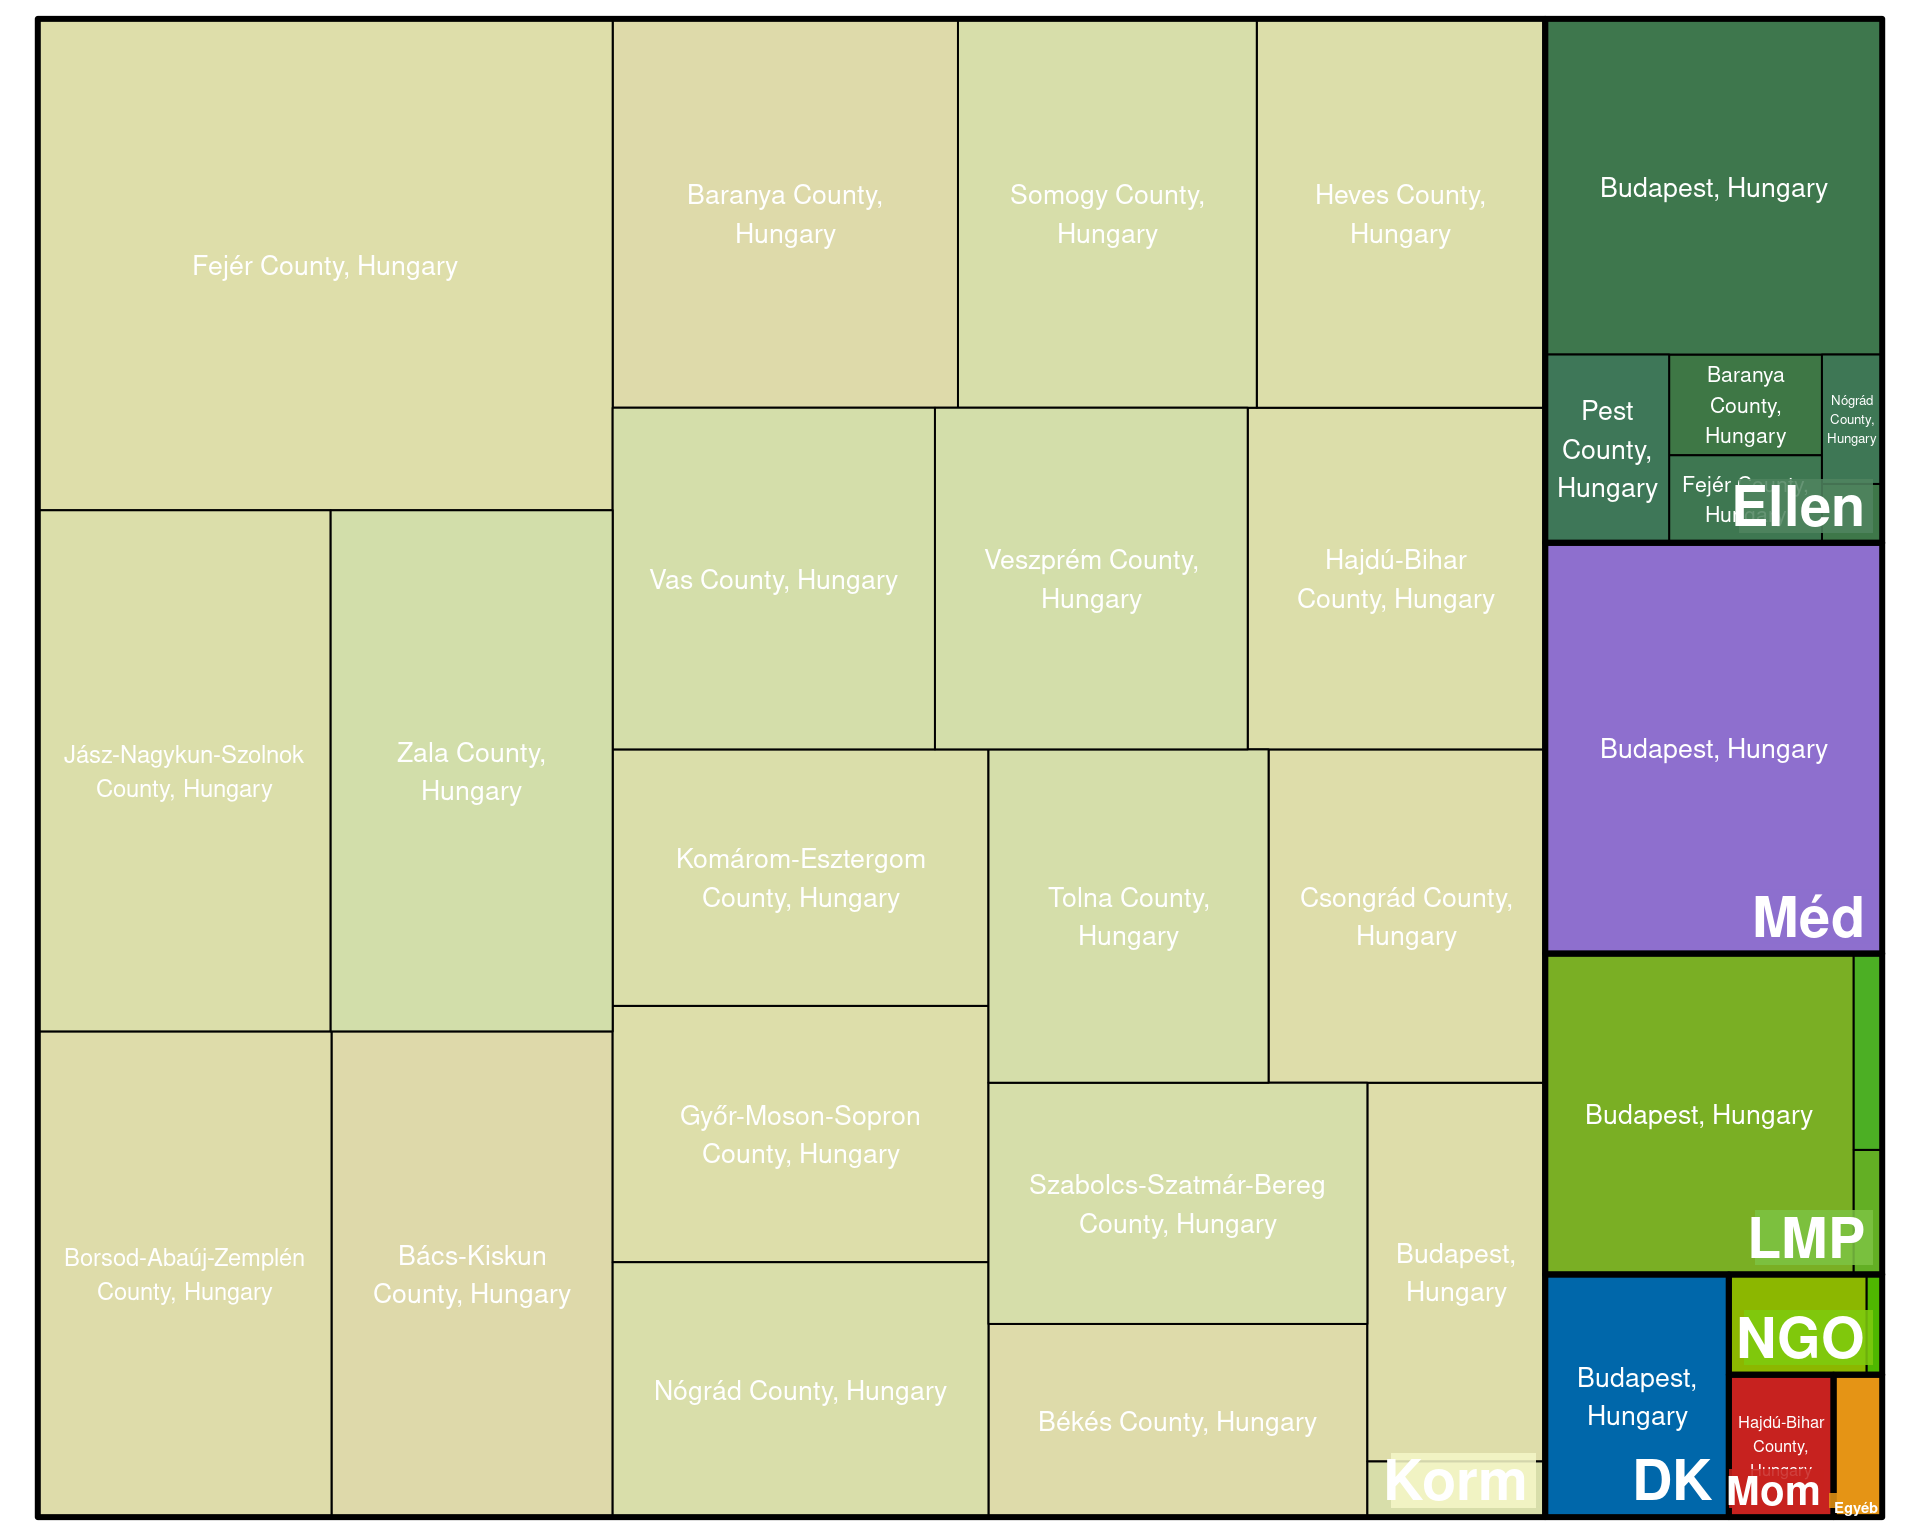 Fejér County, Hungary
Baranya County,
Hungary
Somogy County,
Hungary
Heves County,
Hungary
Budapest, Hungary
Pest
County,
Hungary
Baranya
County,
Hungary
Nógrád
County,
Hungary
Fejér County,
Hungary
Ellen
Vas County, Hungary
Veszprém County,
Hungary
Hajdú-Bihar
County, Hungary
Jász-Nagykun-Szolnok
County, Hungary
Zala County,
Hungary
Budapest, Hungary
Méd
Komárom-Esztergom
County, Hungary
Tolna County,
Hungary
Csongrád County,
Hungary
Győr-Moson-Sopron
County, Hungary
Budapest, Hungary
LMP
Borsod-Abaúj-Zemplén
County, Hungary
Bács-Kiskun
County, Hungary
Szabolcs-Szatmár-Bereg
County, Hungary
Budapest,
Hungary
Nógrád County, Hungary
Békés County, Hungary
Korm
Budapest,
Hungary
DK
NGO
Hajdú-Bihar
County,
Hungary
Mom
Egyéb